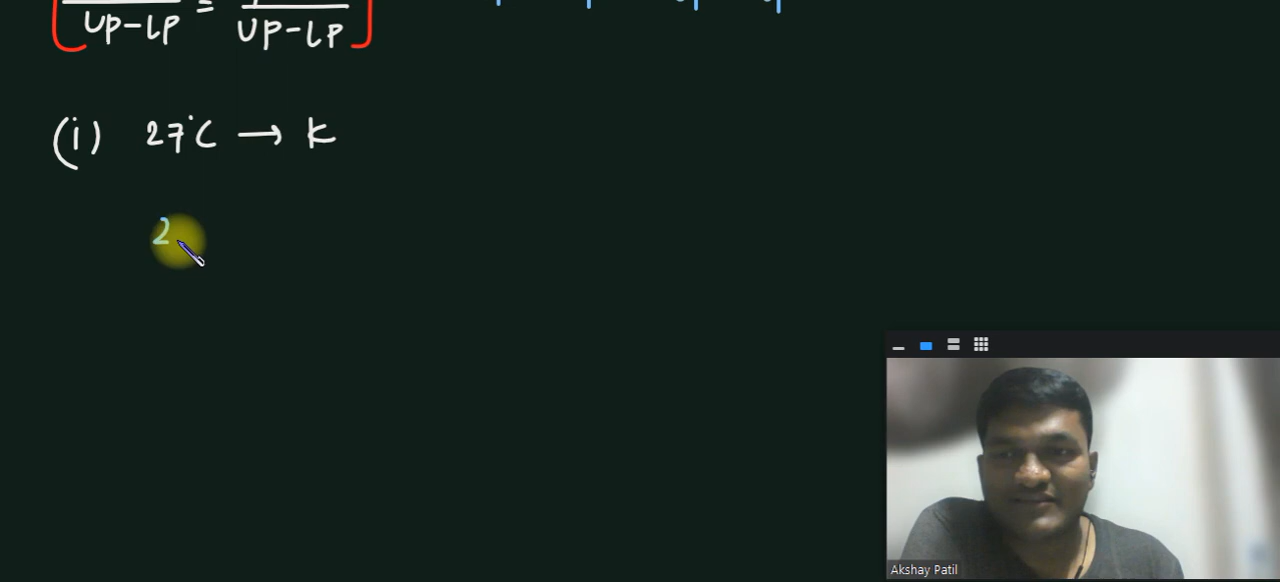 UP-LP = UP-LP
(i) 27°C → K
2
Akshay Patil